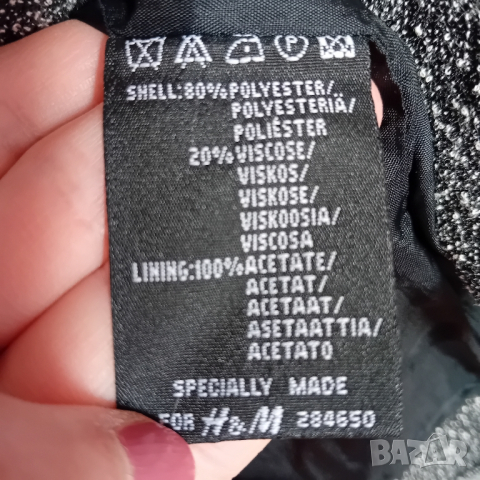 SHELL:80%POLYESTER/
POLYESTERIÄ/
POLIÉSTER
20%VISCOSE/
VISKOS/
VISKOSE/
VISKOOSIA/
VISCOSA
LINING:100%ACETATE/
ACETAT/
ACETAAT/
ASETAATTIA/
ACETATO
SPECIALLY MADE
FOR H&M 284650
BAZAR